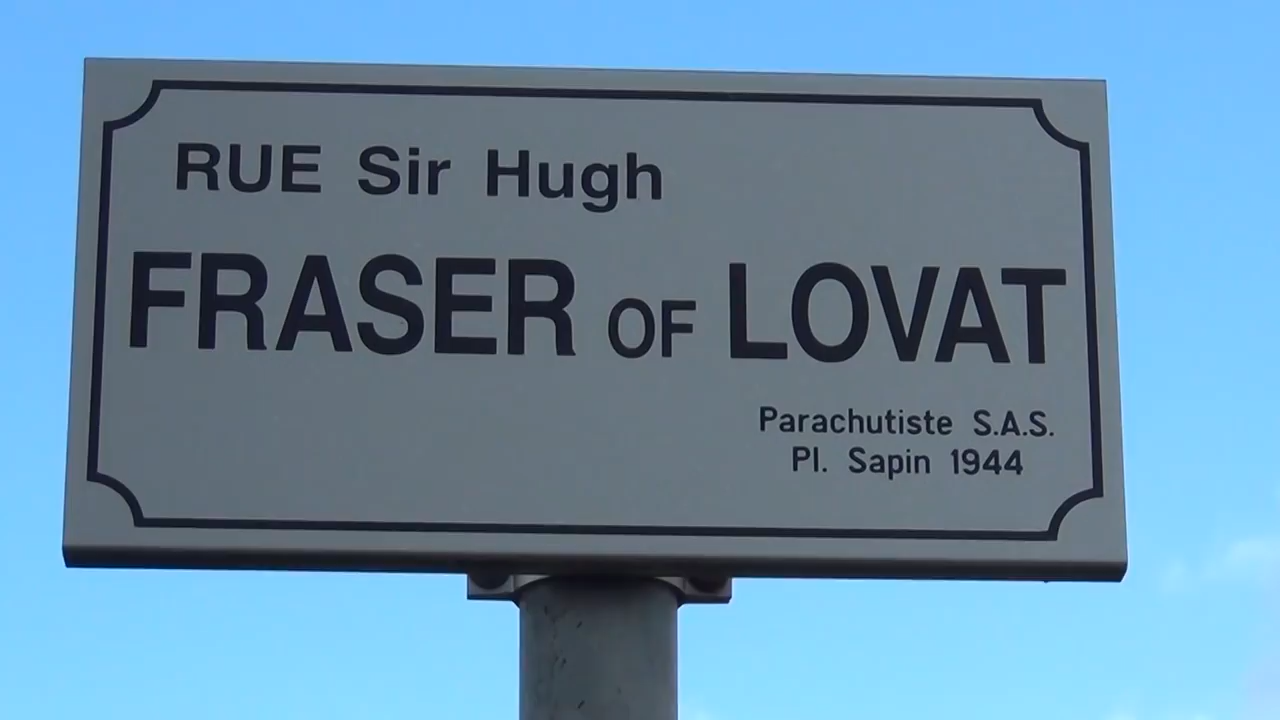 RUE Sir Hugh
FRASER OF LOVAT
Parachutiste S.A.S.
Pl. Sapin 1944